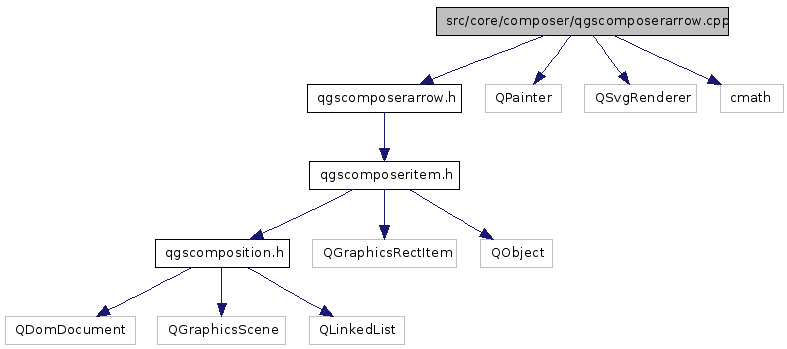 src/core/composer/qgscomposerarrow.cpp
qgscomposerarrow.h
QPainter
QSvgRenderer
cmath
qgscomposeritem.h
qgscomposition.h
QGraphicsRectItem
QObject
QDomDocument
QGraphicsScene
QLinkedList